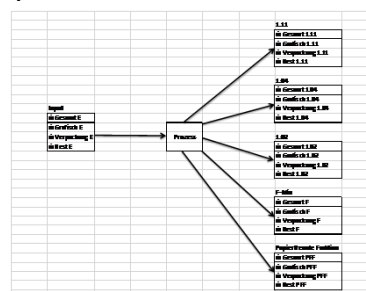 Input
ṁ Gesamt E
ṁ Grafisch E
ṁ Verpackung E
ṁ Rest E
Prozess
1.11
ṁ Gesamt 1.11
ṁ Grafisch 1.11
ṁ Verpackung 1.11
ṁ Rest 1.11
1.04
ṁ Gesamt 1.04
ṁ Grafisch 1.04
ṁ Verpackung 1.04
ṁ Rest 1.04
1.02
ṁ Gesamt 1.02
ṁ Grafisch 1.02
ṁ Verpackung 1.02
ṁ Rest 1.02
F-Mix
ṁ Gesamt F
ṁ Grafisch F
ṁ Verpackung F
ṁ Rest F
Papierfremde Fraktion
ṁ Gesamt PFF
ṁ Grafisch PFF
ṁ Verpackung PFF
ṁ Rest PFF